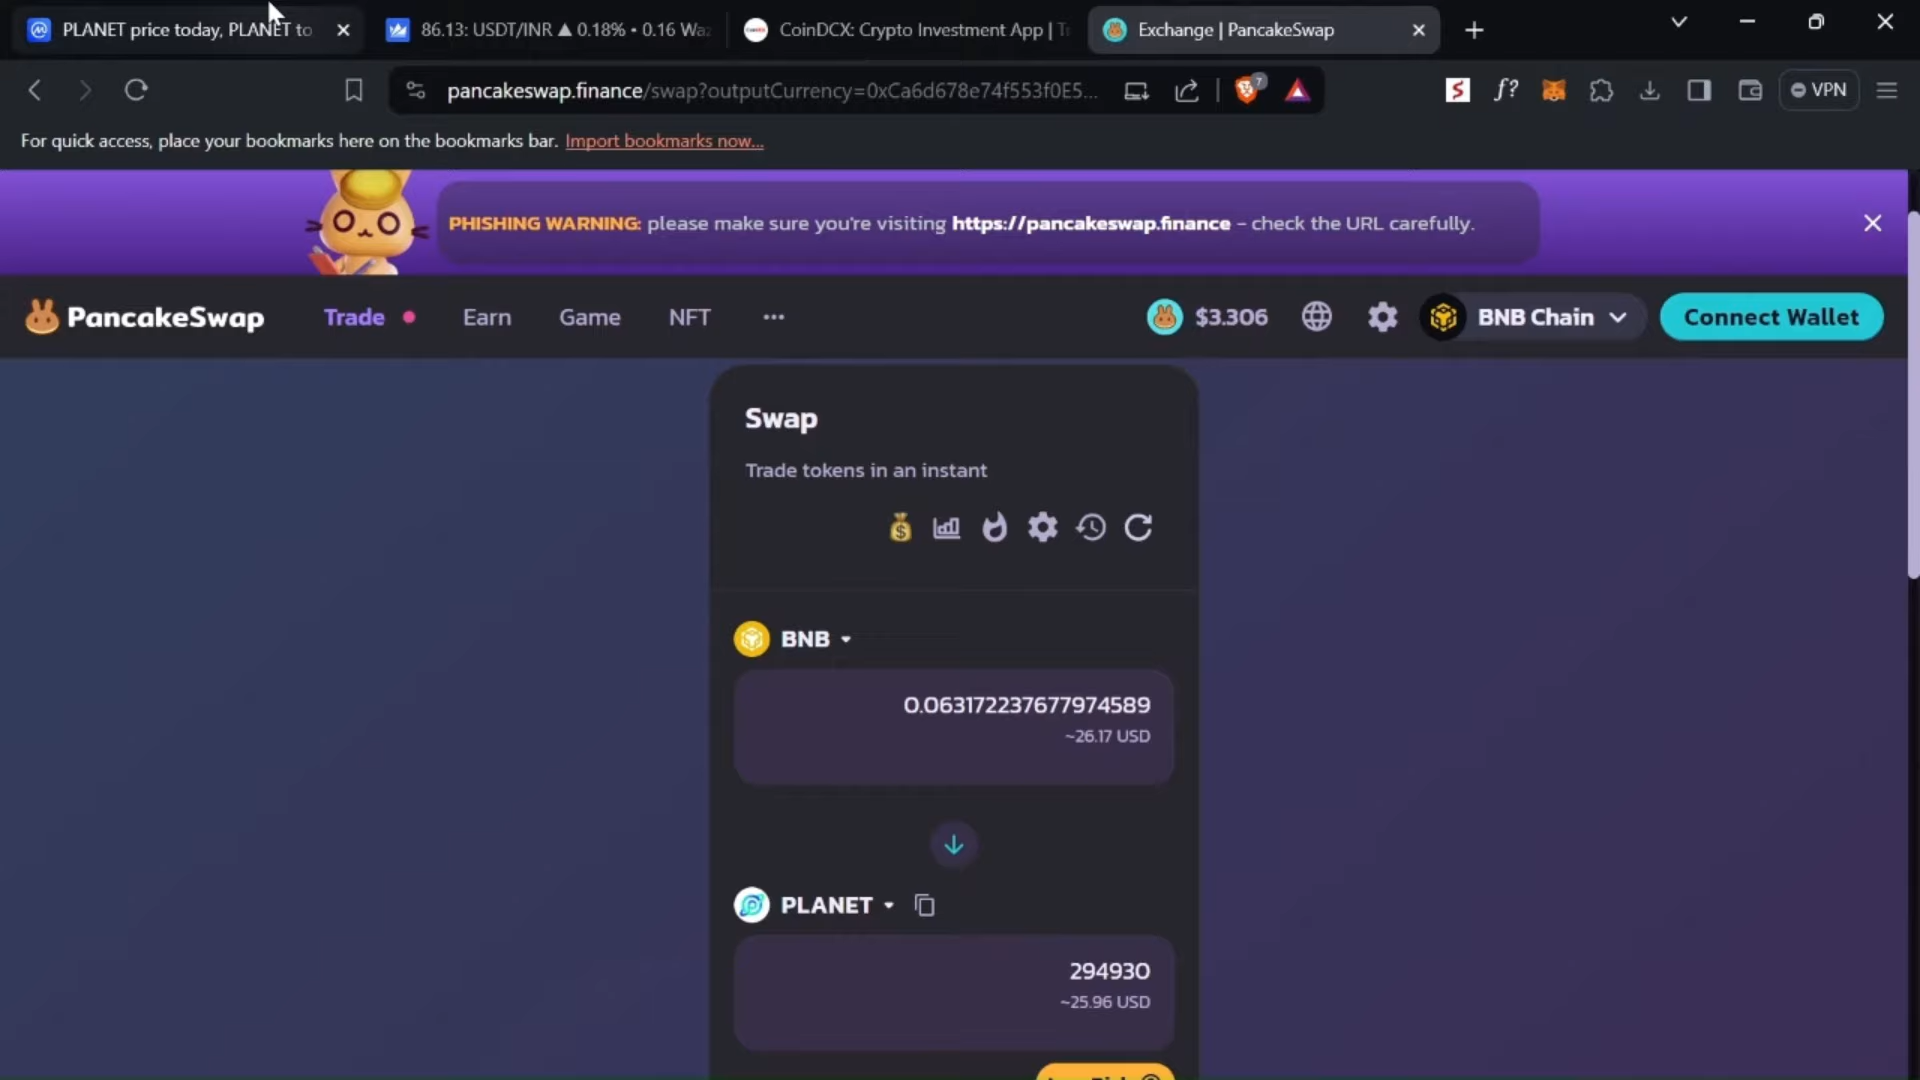 PLANET price today, PLANET to
86.13: USDT/INR ▲ 0.18% • 0.16 Waz
CoinDCX: Crypto Investment App | Tr
Exchange | PancakeSwap
pancakeswap.finance/swap?outputCurrency=0xCa6d678e74f553f0E5...
7
VPN
For quick access, place your bookmarks here on the bookmarks bar. Import bookmarks now...
PHISHING WARNING: please make sure you're visiting https://pancakeswap.finance - check the URL carefully.
PancakeSwap
Trade
Earn
Game
NFT
$3.306
BNB Chain
Connect Wallet
Swap
Trade tokens in an instant
BNB
0.063172237677974589
~26.17 USD
PLANET
294930
~25.96 USD